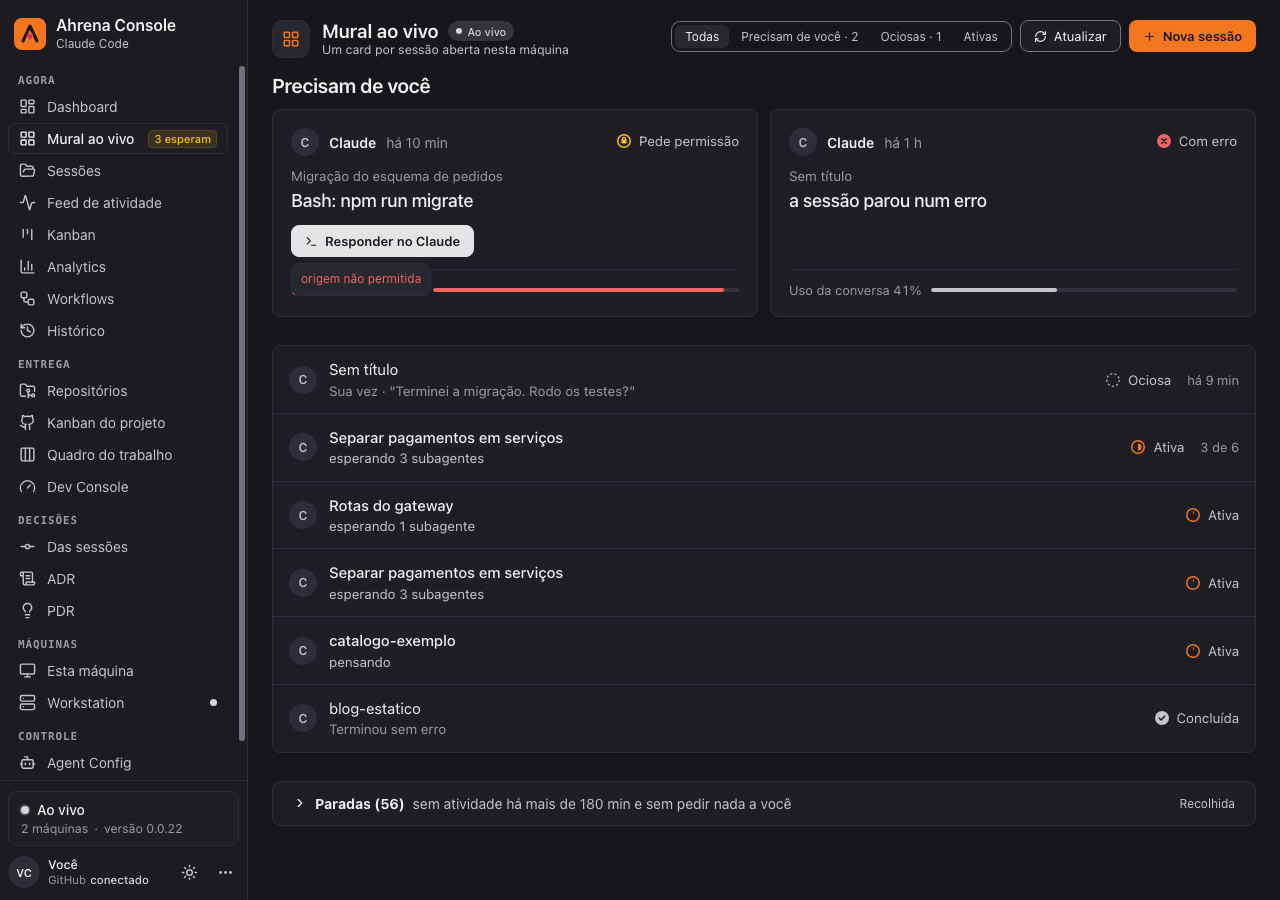 Ahrena Console
Claude Code
AGORA
Dashboard
Mural ao vivo 3 esperam
Sessões
Feed de atividade
Kanban
Analytics
Workflows
Histórico
ENTREGA
Repositórios
Kanban do projeto
Quadro do trabalho
Dev Console
DECISÕES
Das sessões
ADR
PDR
MÁQUINAS
Esta máquina
Workstation
CONTROLE
Agent Config
Ao vivo
2 máquinas · versão 0.0.22
VC
Você
GitHub conectado
Mural ao vivo Ao vivo
Um card por sessão aberta nesta máquina
Todas Precisam de você · 2 Ociosas · 1 Ativas
Atualizar
Nova sessão
Precisam de você
C Claude há 10 min Pede permissão
Migração do esquema de pedidos
Bash: npm run migrate
Responder no Claude
origem não permitida
C Claude há 1 h Com erro
Sem título
a sessão parou num erro
Uso da conversa 41%
C
Sem título
Sua vez · "Terminei a migração. Rodo os testes?"
Ociosa há 9 min
C
Separar pagamentos em serviços
esperando 3 subagentes
Ativa 3 de 6
C
Rotas do gateway
esperando 1 subagente
Ativa
C
Separar pagamentos em serviços
esperando 3 subagentes
Ativa
C
catalogo-exemplo
pensando
Ativa
C
blog-estatico
Terminou sem erro
Concluída
Paradas (56) sem atividade há mais de 180 min e sem pedir nada a você Recolhida